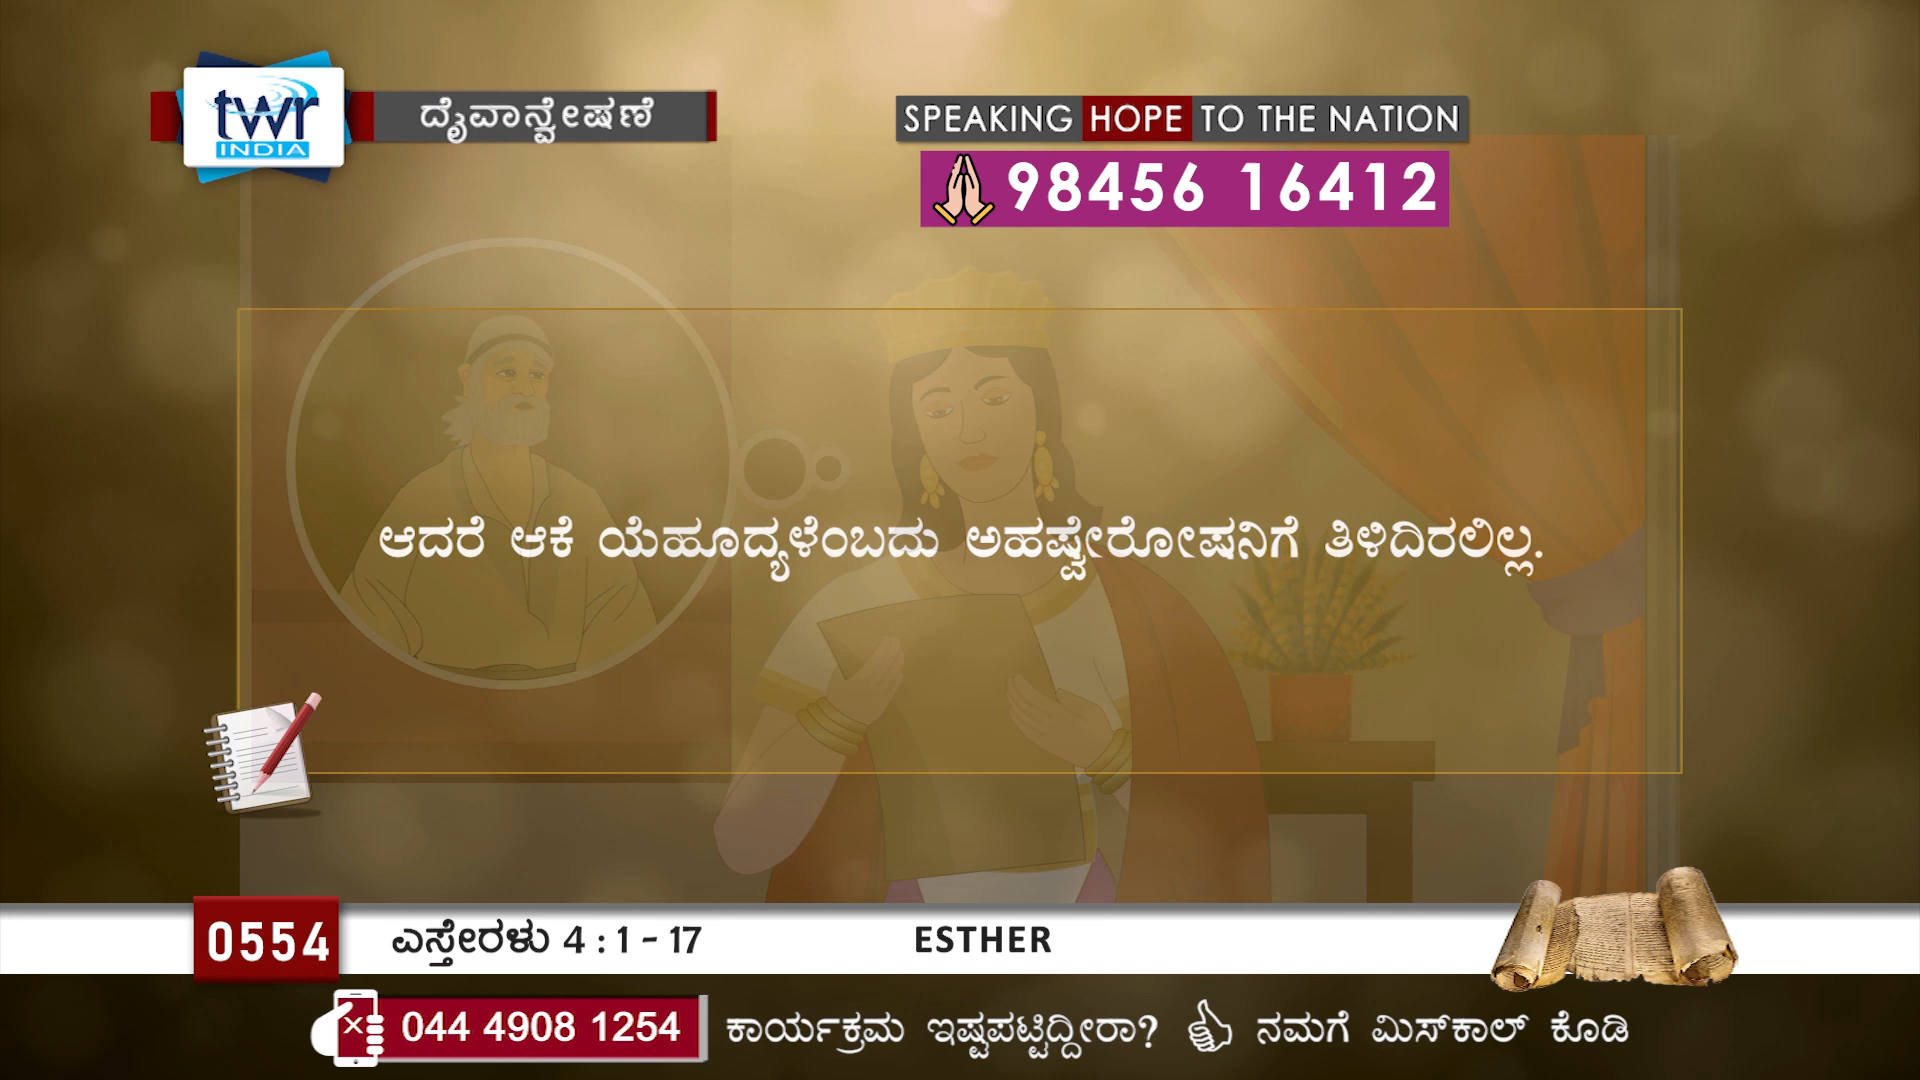 twr
INDIA
ದೈವಾನ್ವೇಷಣೆ
SPEAKING HOPE TO THE NATION
98456 16412
ಆದರೆ ಆಕೆ ಯೆಹೂದ್ಯಳೆಂಬದು ಅಹಷ್ವೇರೋಷನಿಗೆ ತಿಳಿದಿರಲಿಲ್ಲ.
0554 ಎಸ್ತೇರಳು 4 : 1 - 17 ESTHER
044 4908 1254 ಕಾರ್ಯಕ್ರಮ ಇಷ್ಟಪಟ್ಟಿದ್ದೀರಾ? ನಮಗೆ ಮಿಸ್‌ಕಾಲ್ ಕೊಡಿ